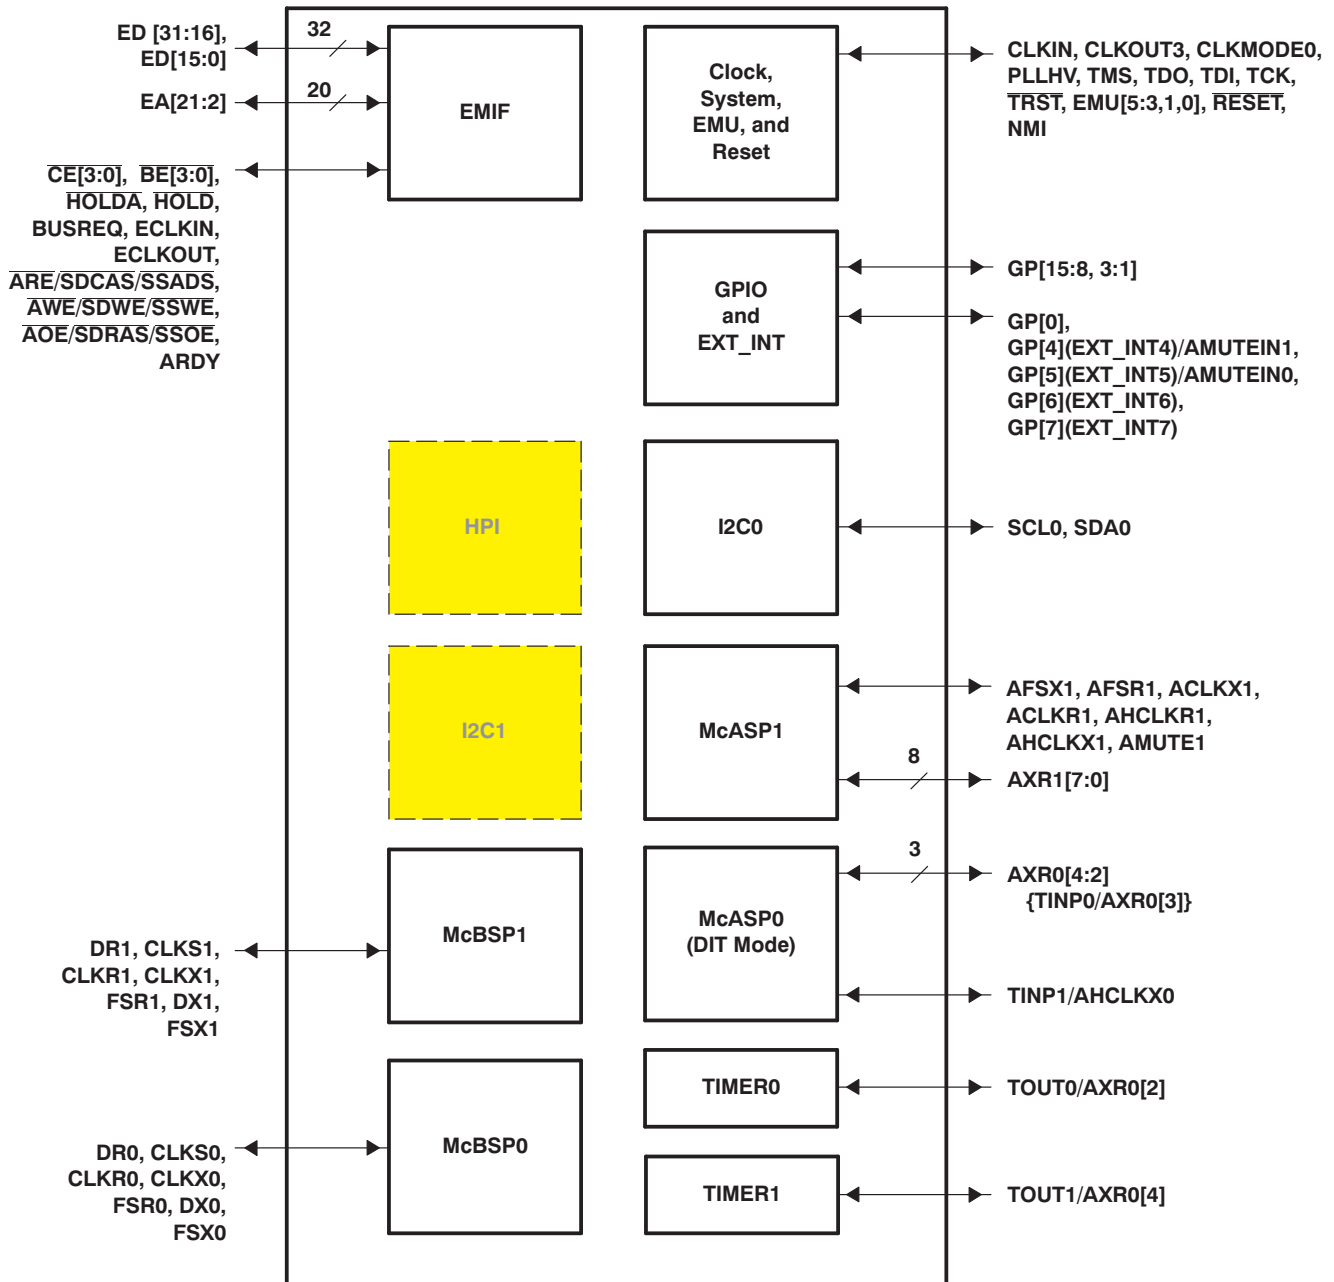 ED [31:16],
ED[15:0]
32
EA[21:2]
20
EMIF
CE[3:0], BE[3:0],
HOLDA, HOLD,
BUSREQ, ECLKIN,
ECLKOUT,
ARE/SDCAS/SSADS,
AWE/SDWE/SSWE,
AOE/SDRAS/SSOE,
ARDY
Clock,
System,
EMU, and
Reset
CLKIN, CLKOUT3, CLKMODE0,
PLLHV, TMS, TDO, TDI, TCK,
TRST, EMU[5:3,1,0], RESET,
NMI
GPIO
and
EXT_INT
GP[15:8, 3:1]
GP[0],
GP[4](EXT_INT4)/AMUTEIN1,
GP[5](EXT_INT5)/AMUTEIN0,
GP[6](EXT_INT6),
GP[7](EXT_INT7)
HPI
I2C0
SCL0, SDA0
I2C1
McASP1
AFSX1, AFSR1, ACLKX1,
ACLKR1, AHCLKR1,
AHCLKX1, AMUTE1
8
AXR1[7:0]
McBSP1
DR1, CLKS1,
CLKR1, CLKX1,
FSR1, DX1,
FSX1
McASP0
(DIT Mode)
3
AXR0[4:2]
{TINP0/AXR0[3]}
TINP1/AHCLKX0
McBSP0
DR0, CLKS0,
CLKR0, CLKX0,
FSR0, DX0,
FSX0
TIMER0
TOUT0/AXR0[2]
TIMER1
TOUT1/AXR0[4]